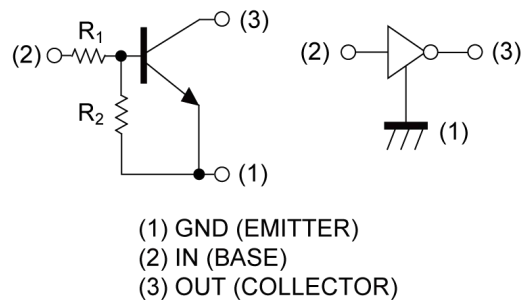 (3)
(2)
R1
R2
(1)
(2)
(3)
(1)
(1) GND (EMITTER)
(2) IN (BASE)
(3) OUT (COLLECTOR)